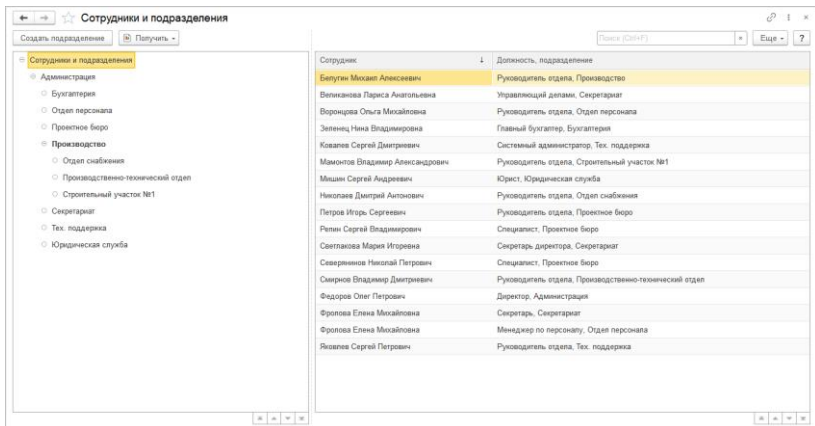 Сотрудники и подразделения
Создать подразделение Получить Поиск (Ctrl+F) × Еще ?
Сотрудники и подразделения
Администрация
Бухгалтерия
Отдел персонала
Проектное бюро
Производство
Отдел снабжения
Производственно-технический отдел
Строительный участок №1
Секретариат
Тех. поддержка
Юридическая служба
Сотрудник ↓ Должность, подразделение
Белугин Михаил Алексеевич Руководитель отдела, Производство
Великанова Лариса Анатольевна Управляющий делами, Секретариат
Воронцова Ольга Михайловна Руководитель отдела, Отдел персонала
Зеленец Нина Владимировна Главный бухгалтер, Бухгалтерия
Ковалев Сергей Дмитриевич Системный администратор, Тех. поддержка
Мамонтов Владимир Александрович Руководитель отдела, Строительный участок №1
Мишин Сергей Андреевич Юрист, Юридическая служба
Николаев Дмитрий Антонович Руководитель отдела, Отдел снабжения
Петров Игорь Сергеевич Руководитель отдела, Проектное бюро
Репин Сергей Владимирович Специалист, Проектное бюро
Светлакова Мария Игоревна Секретарь директора, Секретариат
Северянинов Николай Петрович Специалист, Проектное бюро
Смирнов Владимир Дмитриевич Руководитель отдела, Производственно-технический отдел
Федоров Олег Петрович Директор, Администрация
Фролова Елена Михайловна Секретарь, Секретариат
Фролова Елена Михайловна Менеджер по персоналу, Отдел персонала
Яковлев Сергей Петрович Руководитель отдела, Тех. поддержка